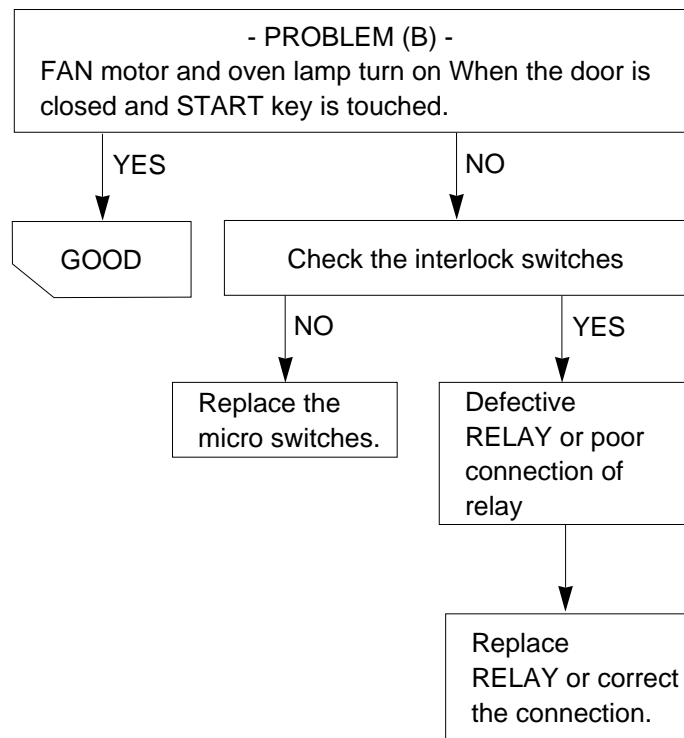 - PROBLEM (B) -
FAN motor and oven lamp turn on When the door is
closed and START key is touched.
YES
NO
GOOD
Check the interlock switches
NO
YES
Replace the
micro switches.
Defective
RELAY or poor
connection of
relay
Replace
RELAY or correct
the connection.